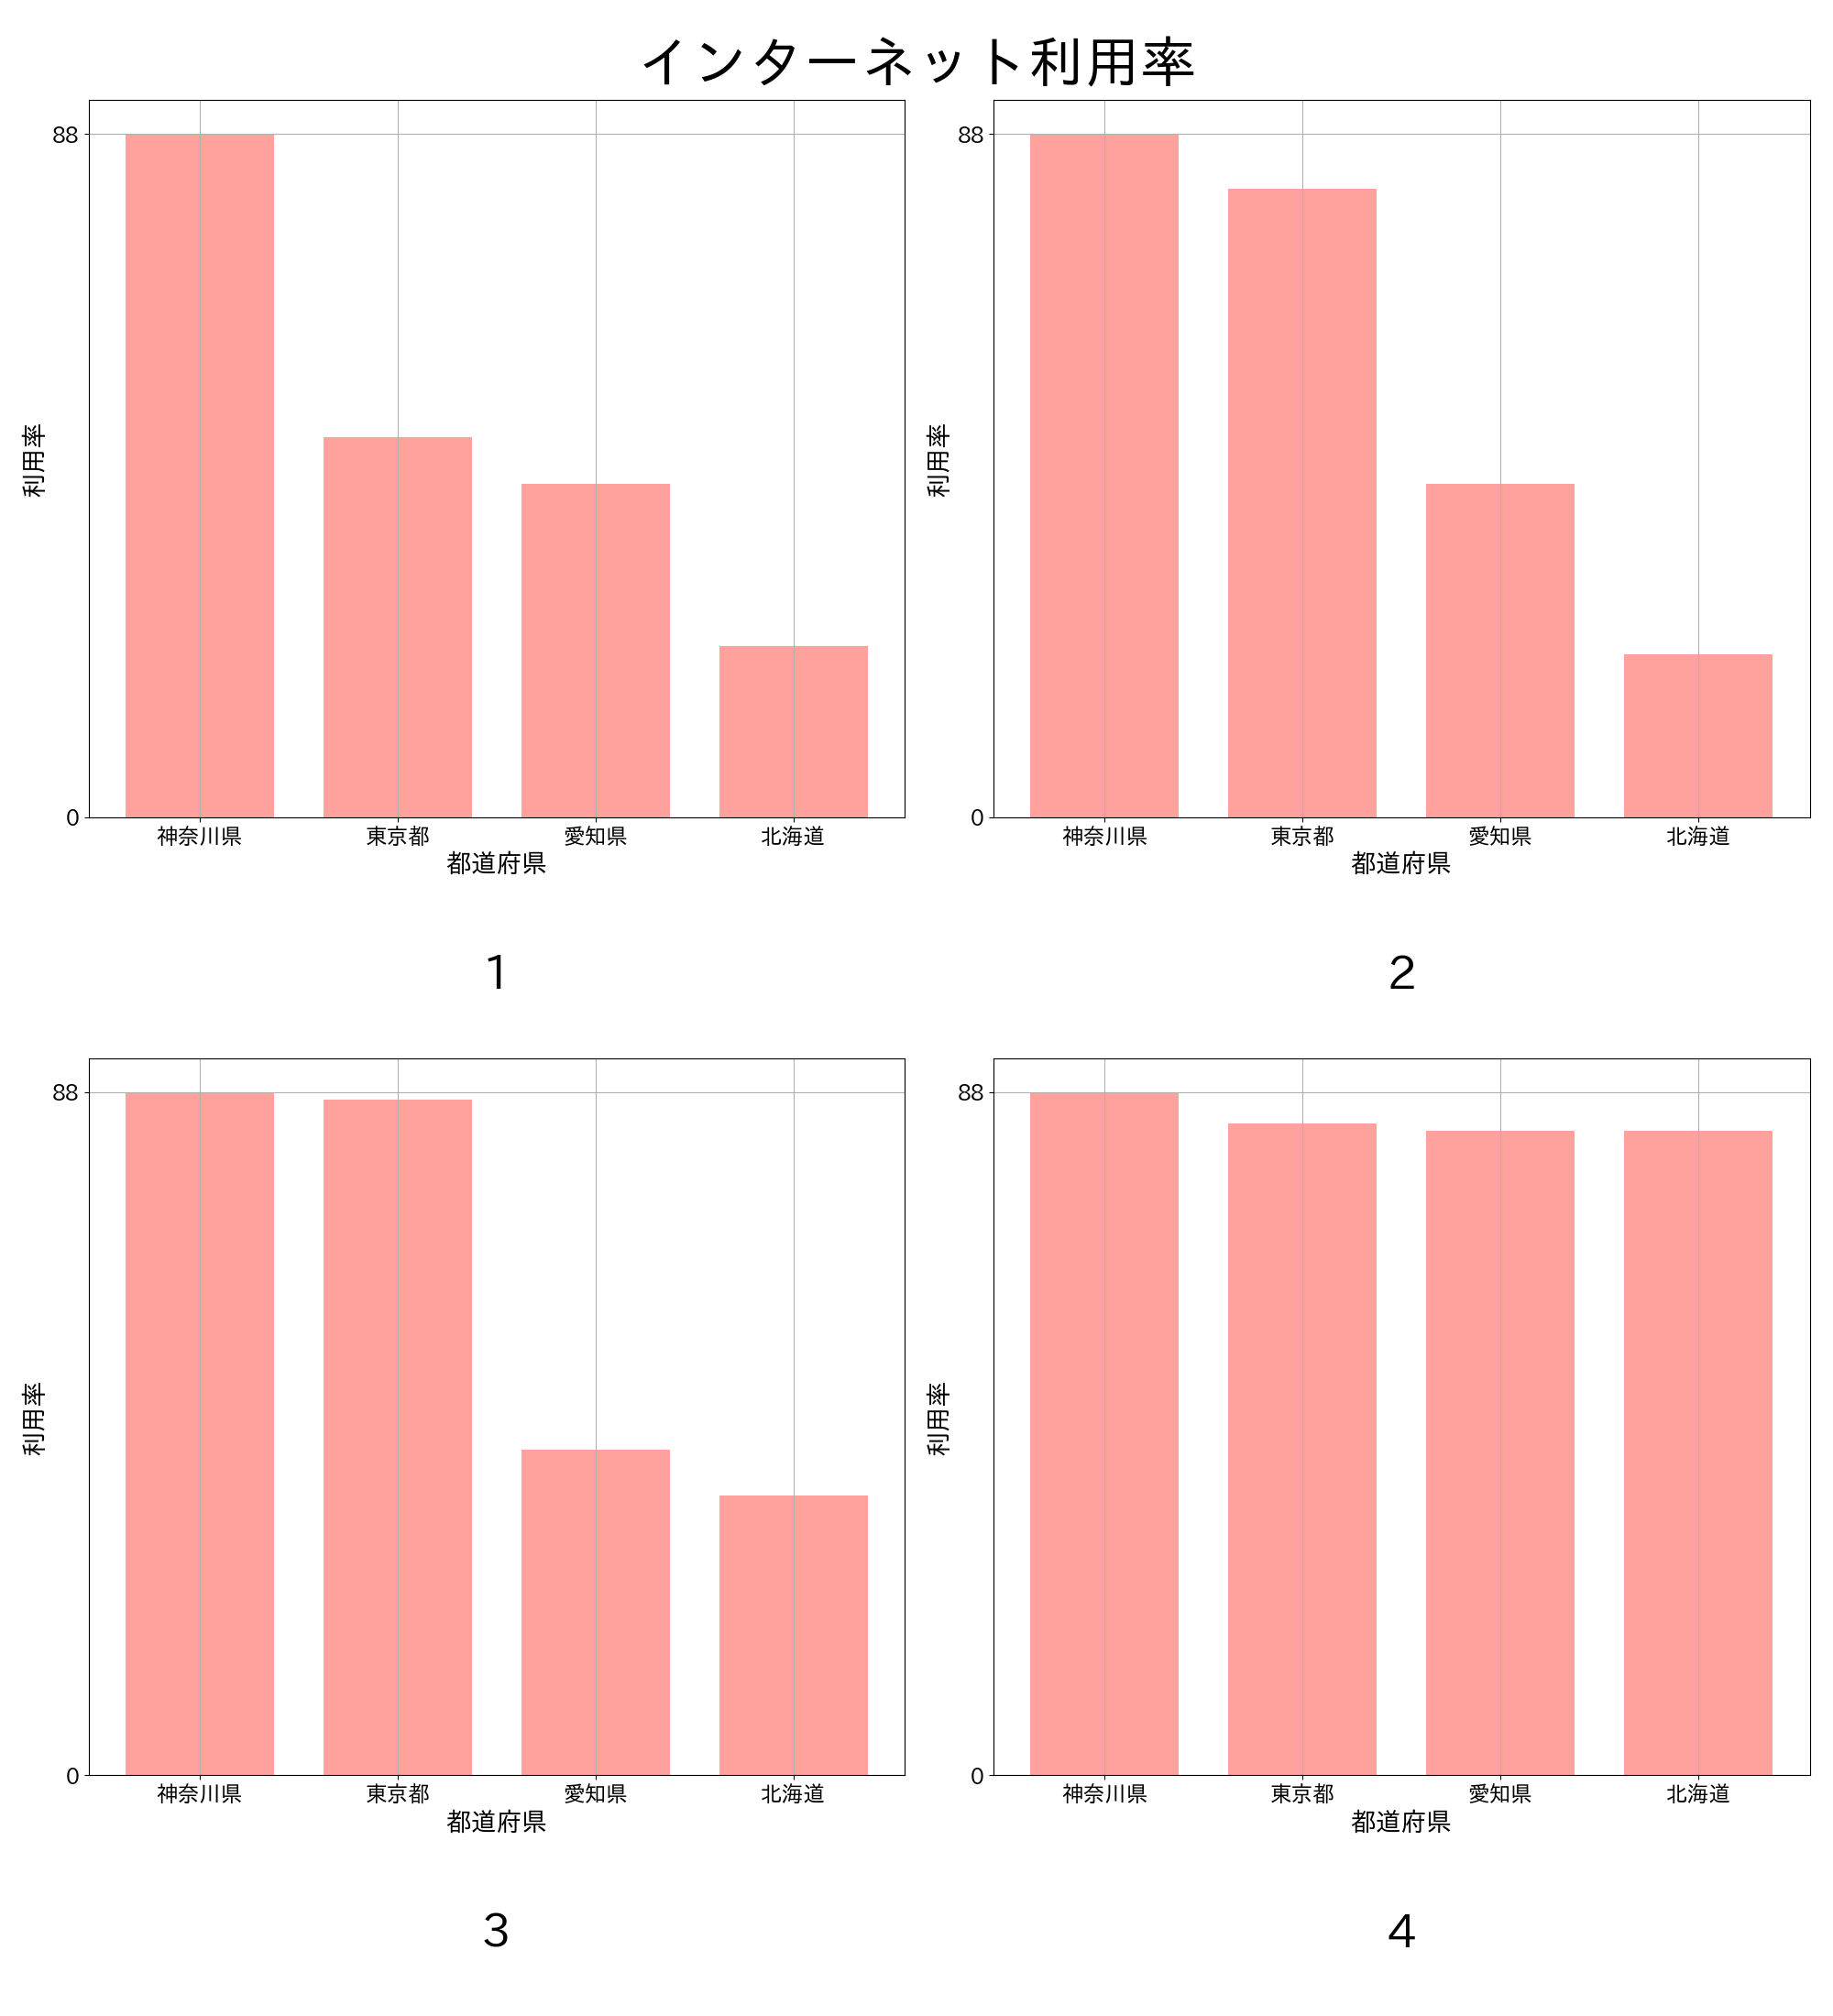 インターネット利用率
88
0
利用率
神奈川県 東京都 愛知県 北海道
都道府県
1
88
0
利用率
神奈川県 東京都 愛知県 北海道
都道府県
2
88
0
利用率
神奈川県 東京都 愛知県 北海道
都道府県
3
88
0
利用率
神奈川県 東京都 愛知県 北海道
都道府県
4